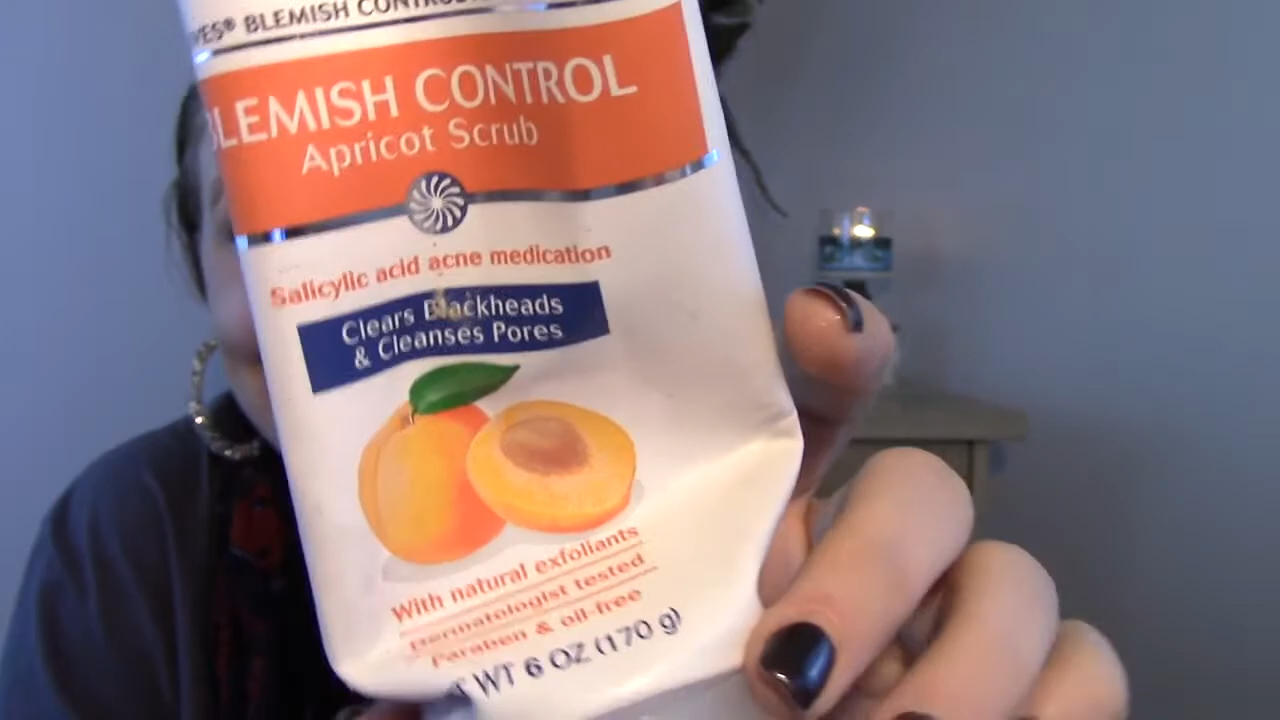 BLEMISH CONTROL
BLEMISH CONTROL
Apricot Scrub
Salicylic acid acne medication
Clears Blackheads
& Cleanses Pores
With natural exfoliants
Dermatologist tested
Paraben & oil-free
WT 6 OZ (170 g)